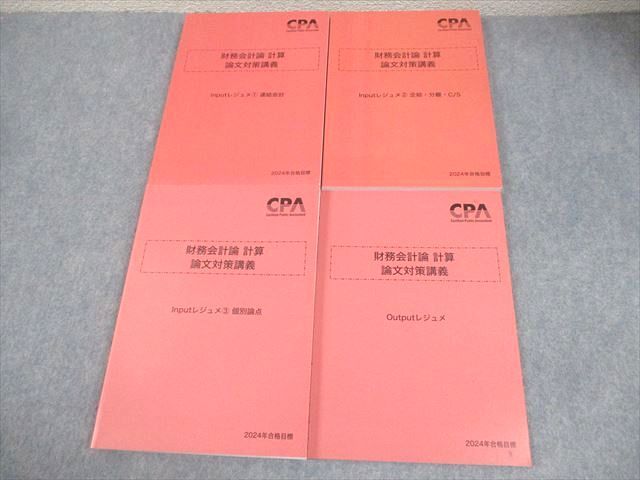 CPA
Certified Public Accountant
財務会計論 計算
論文対策講義
Inputレジュメ① 連結会計
2024年合格目標
CPA
Certified Public Accountant
財務会計論 計算
論文対策講義
Inputレジュメ② 企結・分離・C/S
2024年合格目標
CPA
Certified Public Accountant
財務会計論 計算
論文対策講義
Inputレジュメ③ 個別論点
2024年合格目標
CPA
Certified Public Accountant
財務会計論 計算
論文対策講義
Outputレジュメ
2024年合格目標